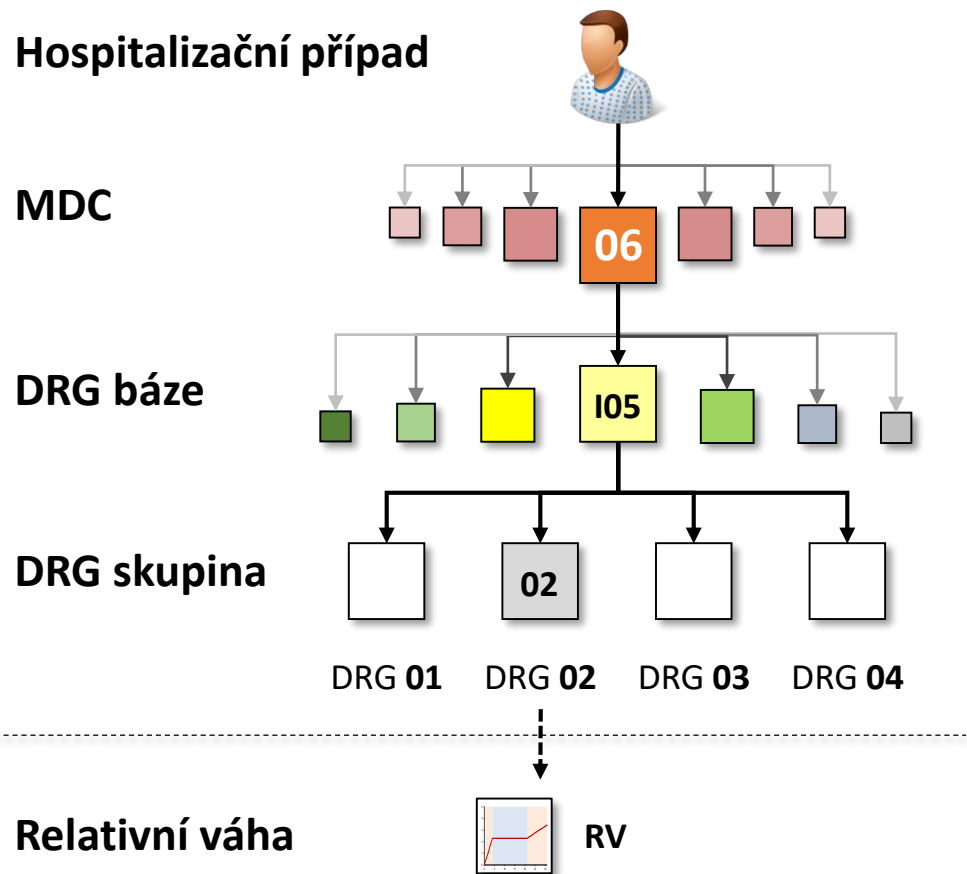 Hospitalizační případ
MDC
06
DRG báze
I05
DRG skupina
02
DRG 01 DRG 02 DRG 03 DRG 04
Relativní váha
RV